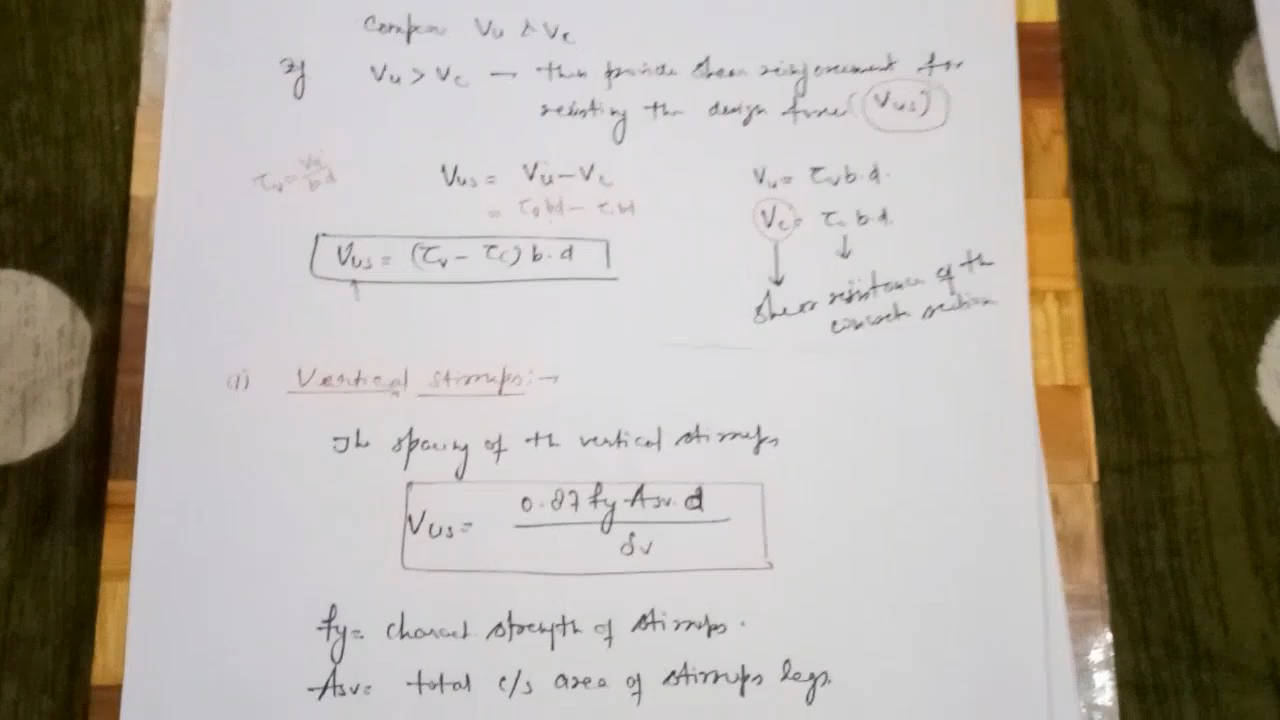 Compare Vu & Vc
If Vu > Vc — then provide shear reinforcement for
resisting the design force (Vus)
τv = Vu/bd
Vus = Vu - Vc
= τv bd - τc bd
Vus = (τv - τc) b.d
Vu = τv b.d.
Vc = τc b.d.
Shear resistance of the
concrete section
(1) Vertical stirrups:-
The spacing of the vertical stirrups
Vus = 0.87 fy Asv. d / Sv
fy = charact strength of stirrups.
Asv = total c/s area of stirrups legs.